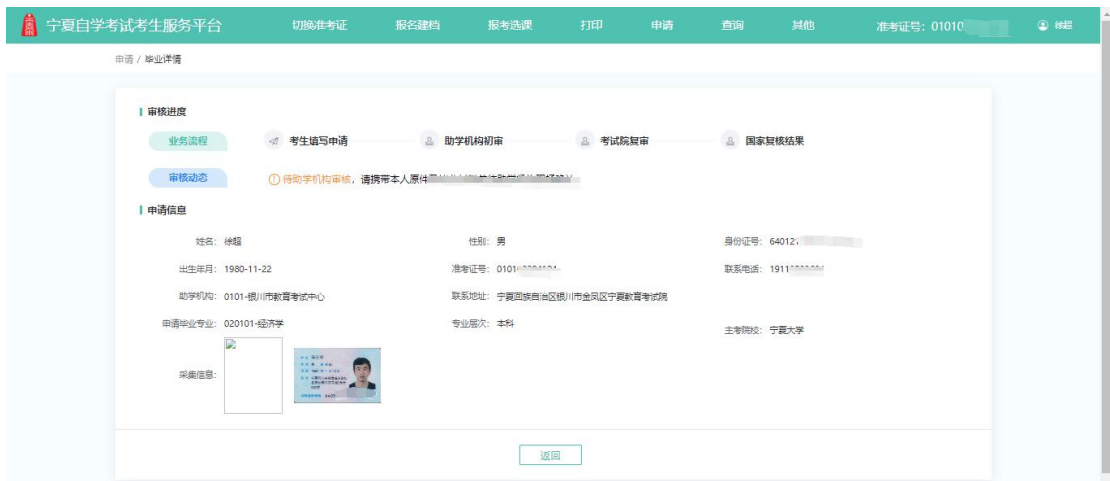 宁夏自学考试考生服务平台 切换准考证 报名建档 报考选课 打印 申请 查询 其他 准考证号：01010 徐超
申请 / 毕业详情
审核进度
业务流程 考生填写申请 助学机构初审 考试院复审 国家复核结果
审核动态 待助学机构审核，请携带本人原件
申请信息
姓名：徐超 性别：男 身份证号：64012
出生年月：1980-11-22 准考证号：0101 联系电话：1911
助学机构：0101-银川市教育考试中心 联系地址：宁夏回族自治区银川市金凤区宁夏教育考试院
申请毕业专业：020101-经济学 专业层次：本科 主考院校：宁夏大学
采集信息：
返回